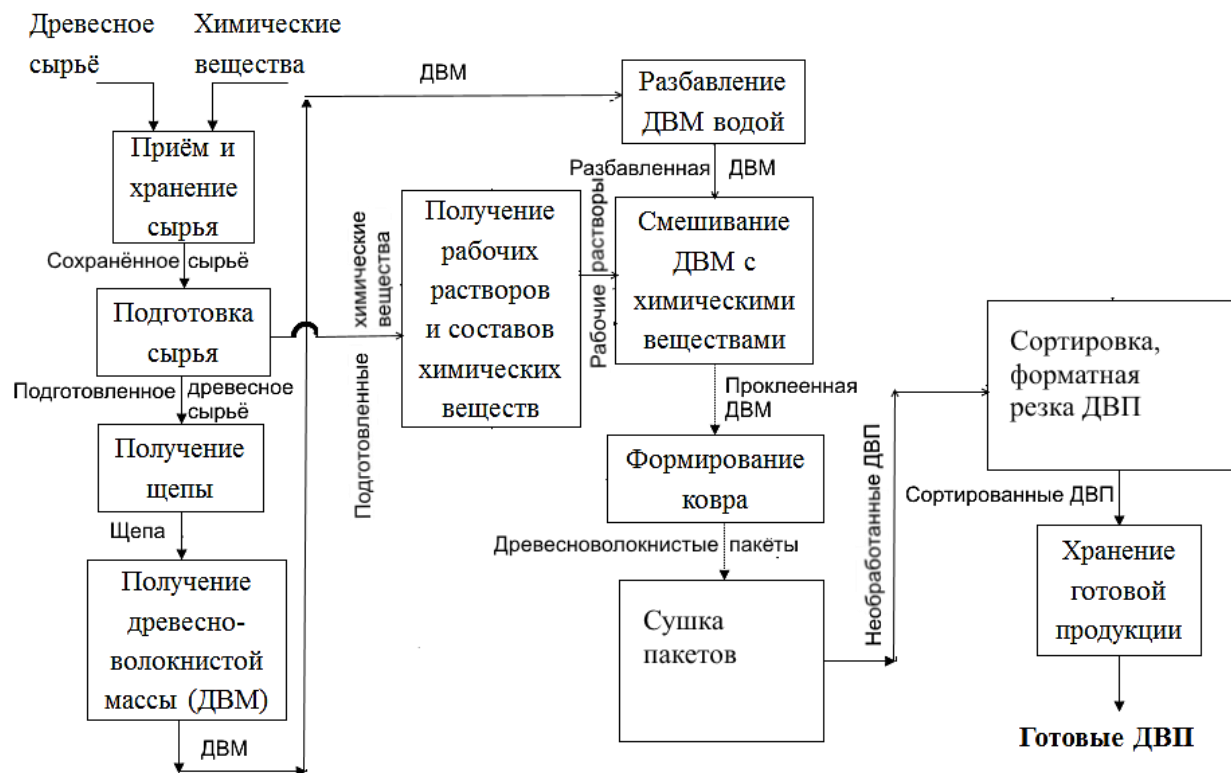 Древесное
сырьё
Химические
вещества
Приём и
хранение
сырья
Сохранённое сырьё
Подготовка
сырья
Подготовленное древесное
сырьё
Получение
щепы
Щепа
Получение
древесно-
волокнистой
массы (ДВМ)
ДВМ
ДВМ
Подготовленные химические
вещества
Получение
рабочих
растворов
и составов
химических
веществ
Рабочие растворы
Разбавление
ДВМ водой
Разбавленная ДВМ
Смешивание
ДВМ с
химическими
веществами
Проклеенная
ДВМ
Формирование
ковра
Древесноволокнистые пакёты
Сушка
пакетов
Необработанные ДВП
Сортировка,
форматная
резка ДВП
Сортированные ДВП
Хранение
готовой
продукции
Готовые ДВП